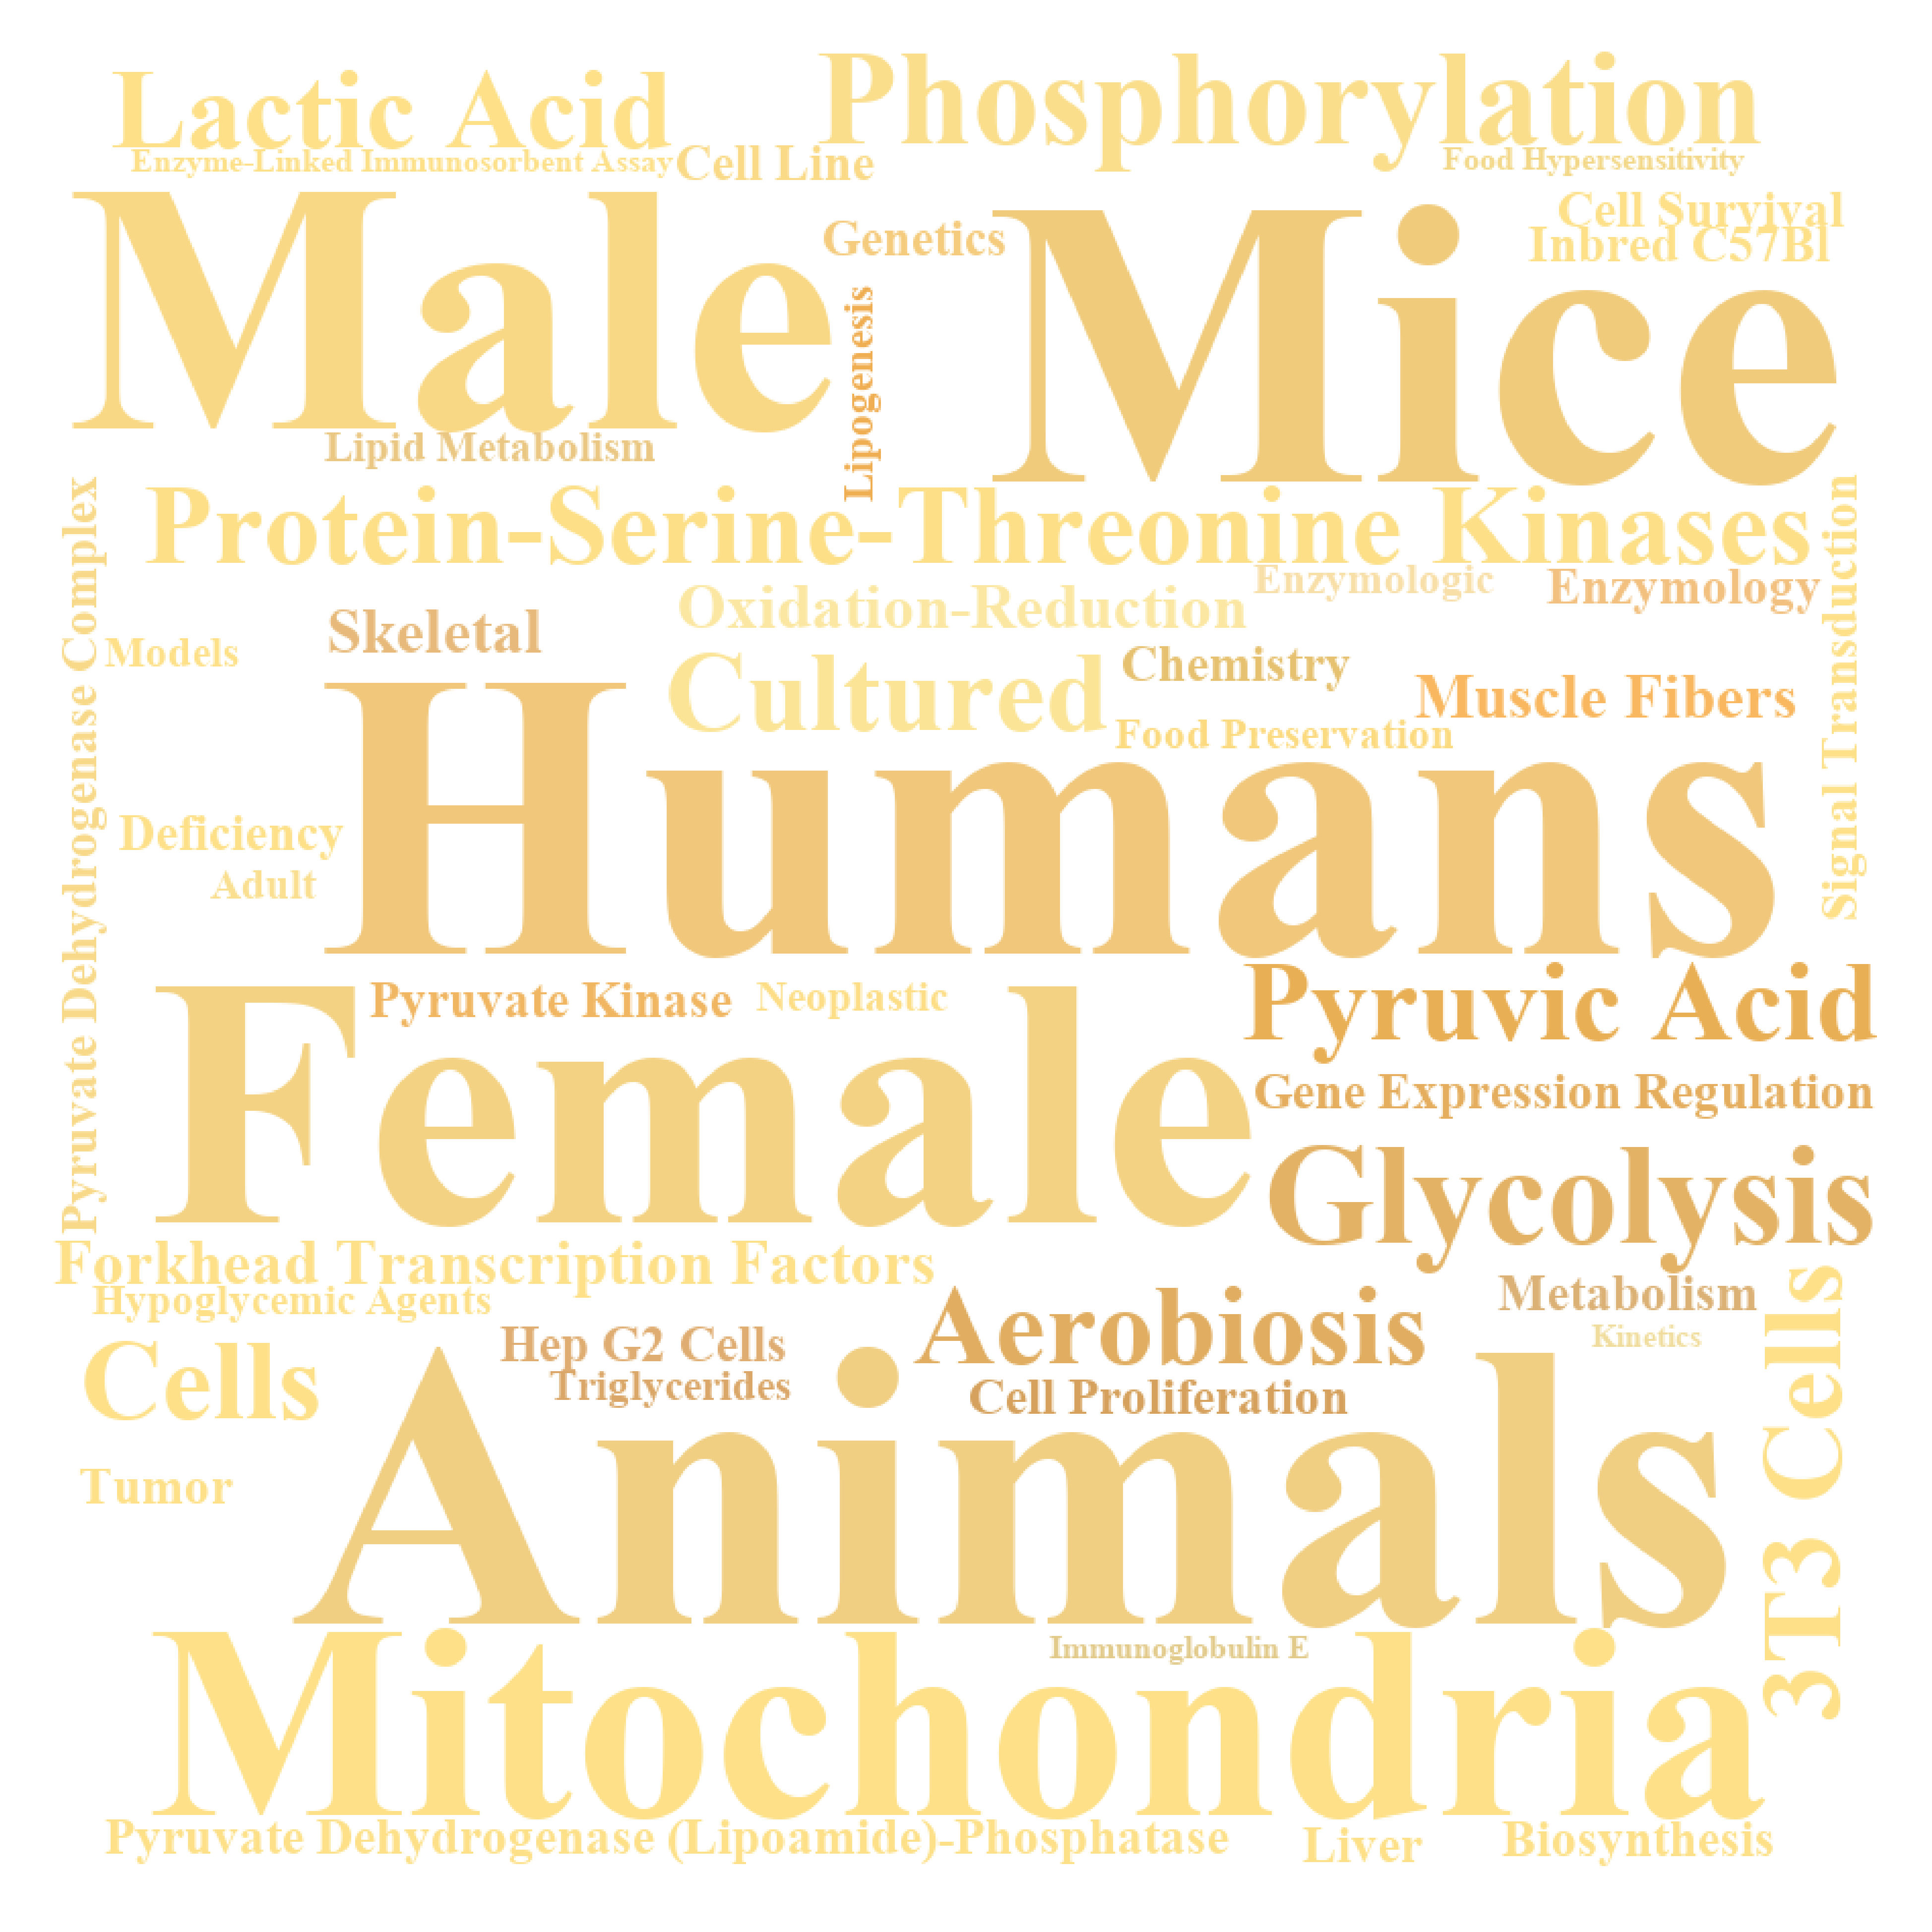 Lactic Acid
Phosphorylation
Enzyme-Linked Immunosorbent Assay
Cell Line
Food Hypersensitivity
Male
Genetics
Mice
Cell Survival
Inbred C57Bl
Lipogenesis
Lipid Metabolism
Protein-Serine-Threonine Kinases
Pyruvate Dehydrogenase Complex
Signal Transduction
Oxidation-Reduction
Enzymologic
Enzymology
Models
Skeletal
Cultured
Chemistry
Muscle Fibers
Food Preservation
Humans
Deficiency
Adult
Pyruvate Kinase
Neoplastic
Pyruvic Acid
Female
Gene Expression Regulation
Glycolysis
Forkhead Transcription Factors
Hypoglycemic Agents
Aerobiosis
Metabolism
Kinetics
Cells
Hep G2 Cells
Triglycerides
Cell Proliferation
3T3 Cells
Tumor
Animals
Immunoglobulin E
Mitochondria
Pyruvate Dehydrogenase (Lipoamide)-Phosphatase
Liver
Biosynthesis